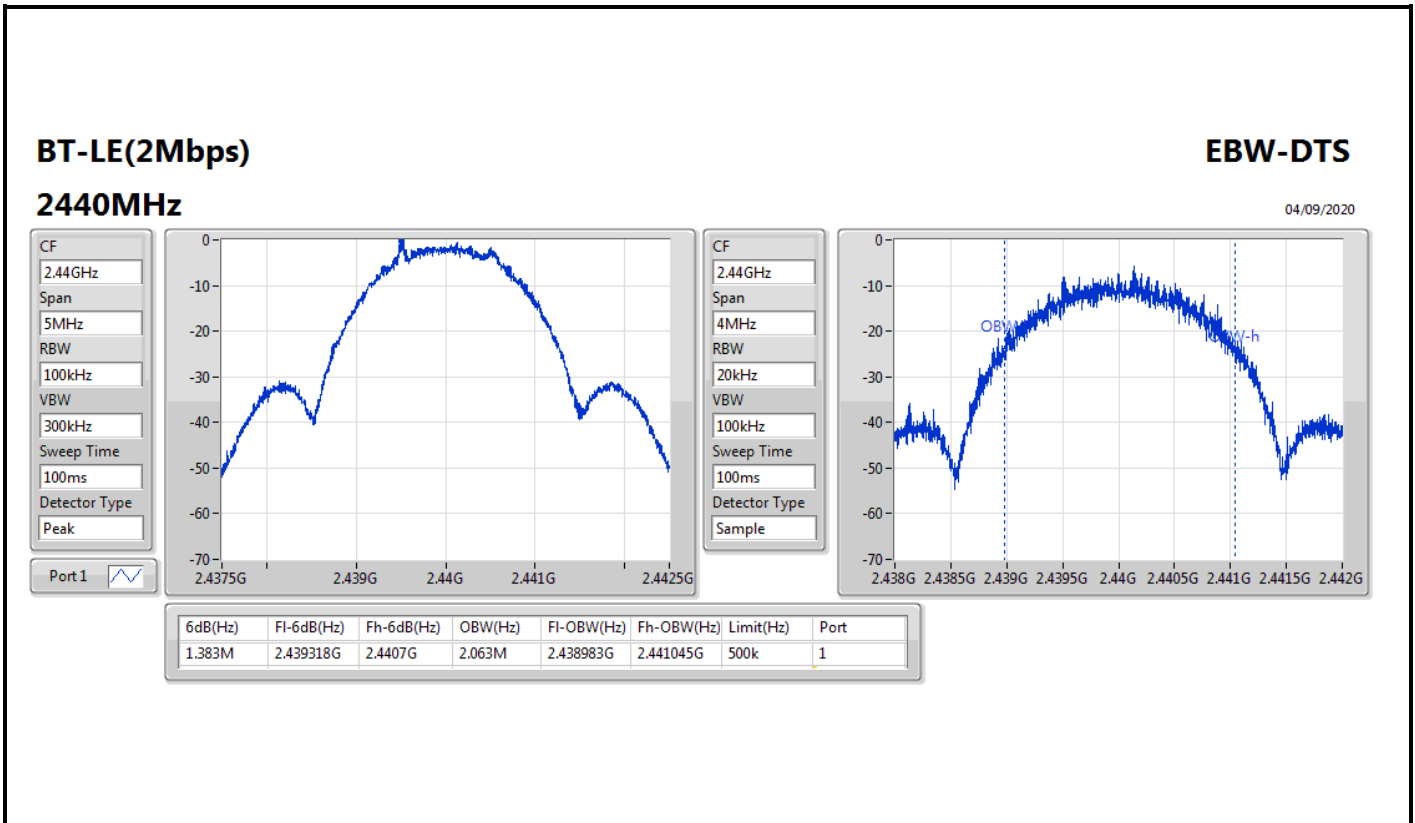 BT-LE(2Mbps)
EBW-DTS
2440MHz
04/09/2020
CF
2.44GHz
Span
5MHz
RBW
100kHz
VBW
300kHz
Sweep Time
100ms
Detector Type
Peak
Port 1
0
-10
-20
-30
-40
-50
-60
-70
2.4375G 2.439G 2.44G 2.441G 2.4425G
CF
2.44GHz
Span
4MHz
RBW
20kHz
VBW
100kHz
Sweep Time
100ms
Detector Type
Sample
0
-10
-20
-30
-40
-50
-60
-70
2.438G 2.4385G 2.439G 2.4395G 2.44G 2.4405G 2.441G 2.4415G 2.442G
6dB(Hz) Fl-6dB(Hz) Fh-6dB(Hz) OBW(Hz) Fl-OBW(Hz) Fh-OBW(Hz) Limit(Hz) Port
1.383M 2.439318G 2.4407G 2.063M 2.438983G 2.441045G 500k 1